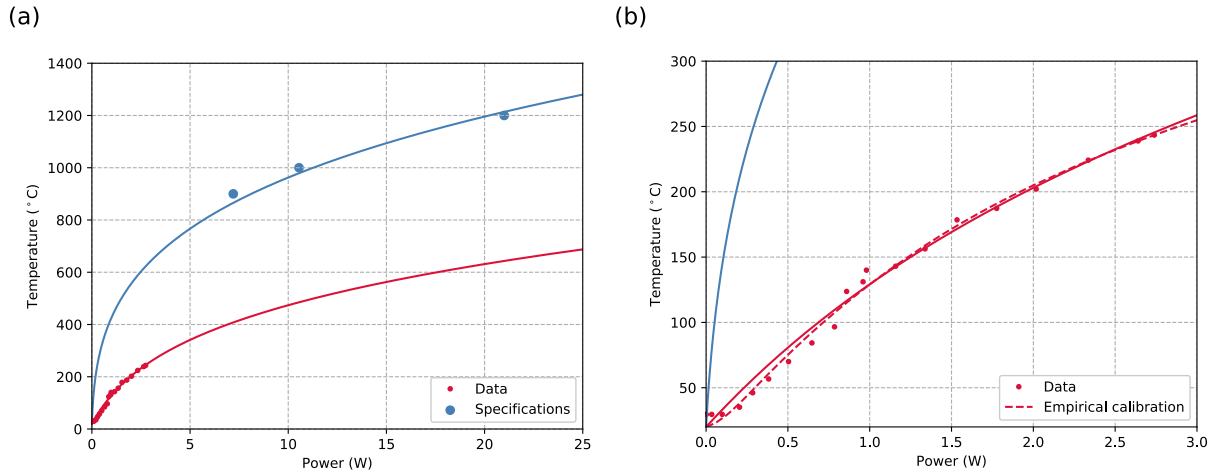 (a)
1400
1200
1000
800
600
400
200
0
0
5
10
15
20
25
Temperature (°C)
Power (W)
Data
Specifications
(b)
300
250
200
150
100
50
0.0
0.5
1.0
1.5
2.0
2.5
3.0
Temperature (°C)
Power (W)
Data
Empirical calibration